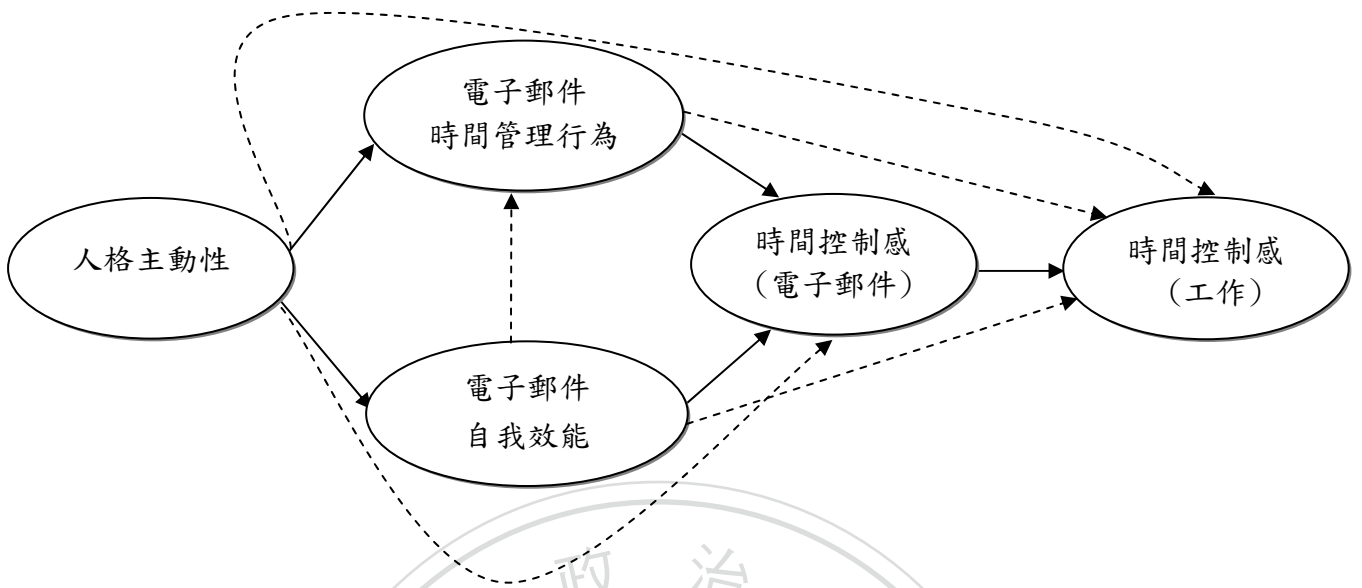 電子郵件
時間管理行為
人格主動性
時間控制感
（電子郵件）
時間控制感
（工作）
電子郵件
自我效能
政 治